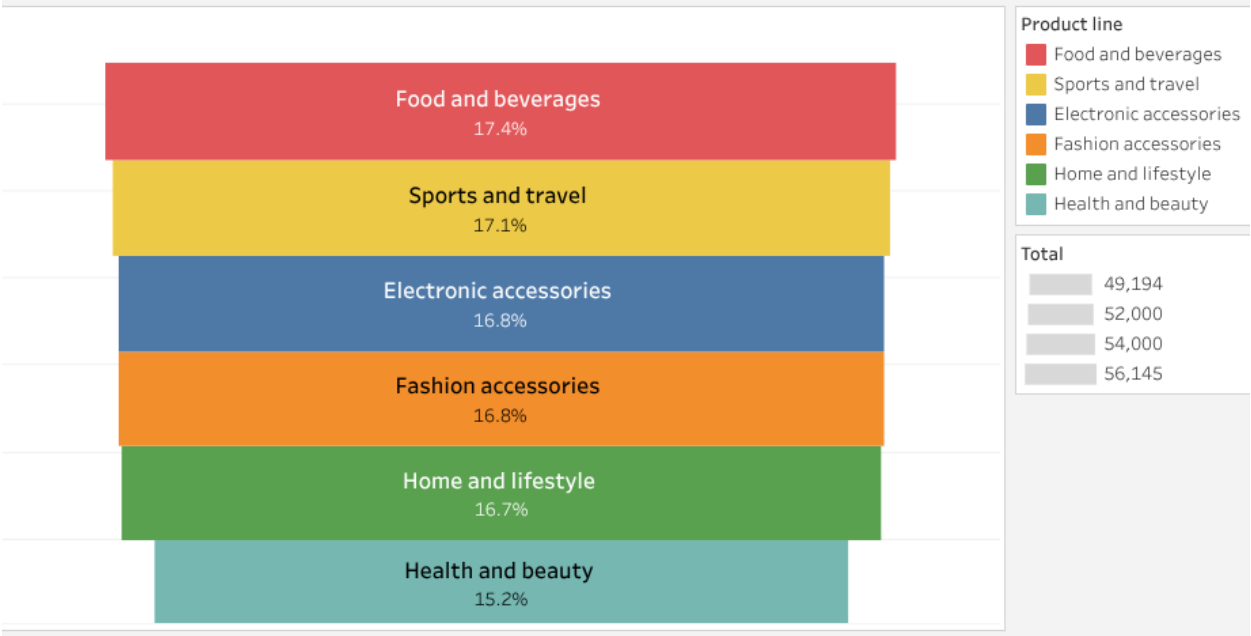 Food and beverages
17.4%
Sports and travel
17.1%
Electronic accessories
16.8%
Fashion accessories
16.8%
Home and lifestyle
16.7%
Health and beauty
15.2%
Product line
Food and beverages
Sports and travel
Electronic accessories
Fashion accessories
Home and lifestyle
Health and beauty
Total
49,194
52,000
54,000
56,145